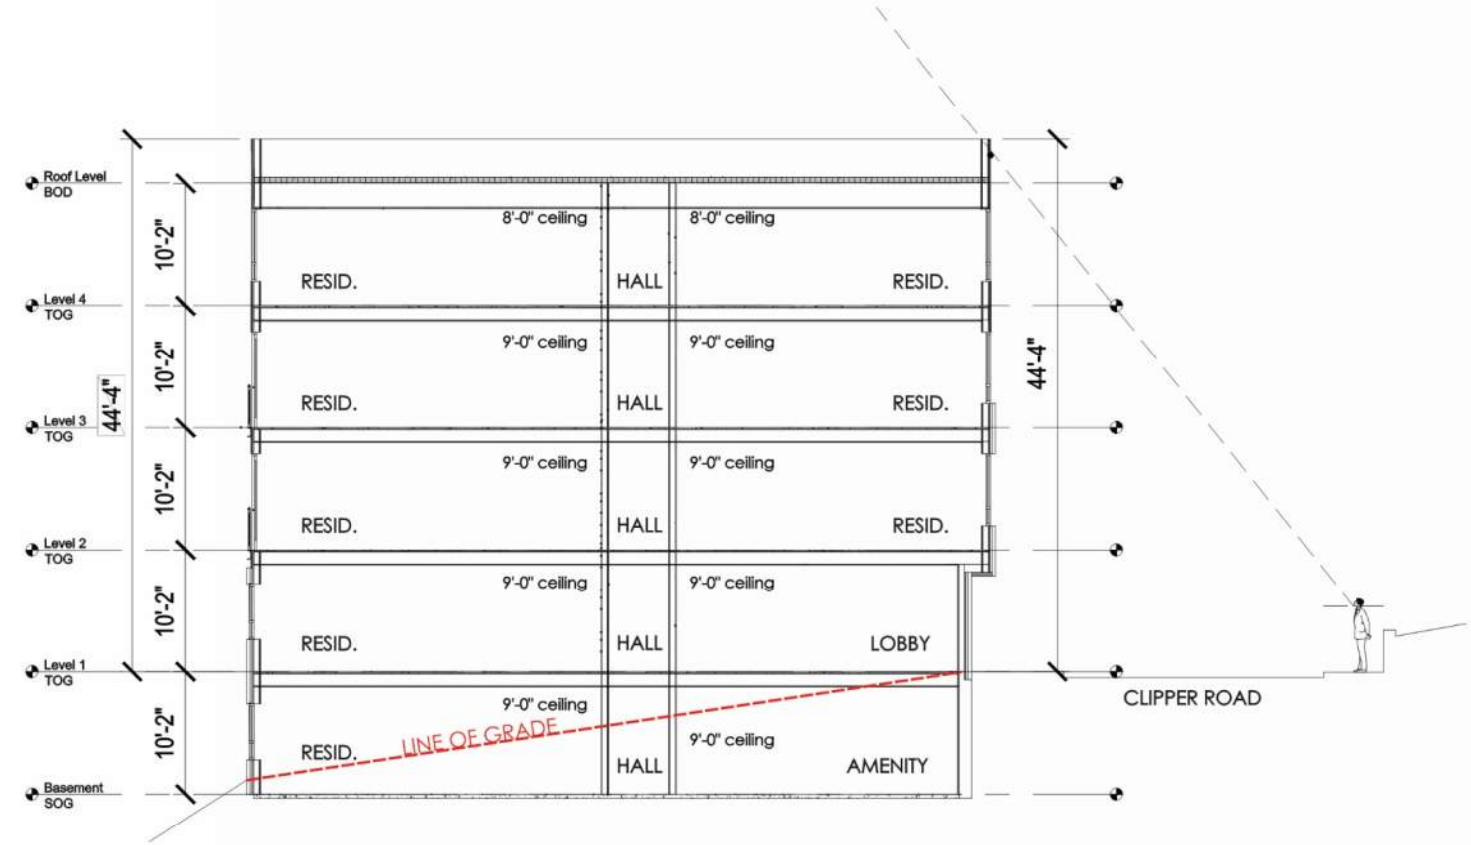 Roof Level
BOD
10'-2"
8'-0" ceiling
8'-0" ceiling
RESID.
HALL
RESID.
Level 4
TOG
10'-2"
9'-0" ceiling
9'-0" ceiling
44'-4"
44'-4"
RESID.
HALL
RESID.
Level 3
TOG
10'-2"
9'-0" ceiling
9'-0" ceiling
RESID.
HALL
RESID.
Level 2
TOG
10'-2"
9'-0" ceiling
9'-0" ceiling
RESID.
HALL
LOBBY
Level 1
TOG
CLIPPER ROAD
10'-2"
9'-0" ceiling
LINE OF GRADE
9'-0" ceiling
RESID.
HALL
AMENITY
Basement
SOG